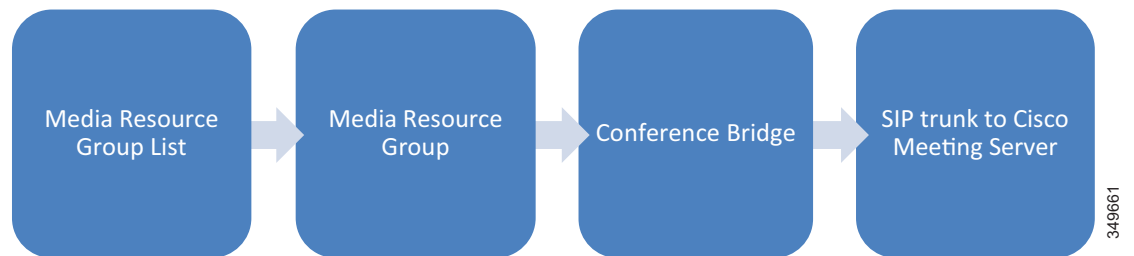 Media Resource
Group List
Media Resource
Group
Conference Bridge
SIP trunk to Cisco
Meeting Server
349661